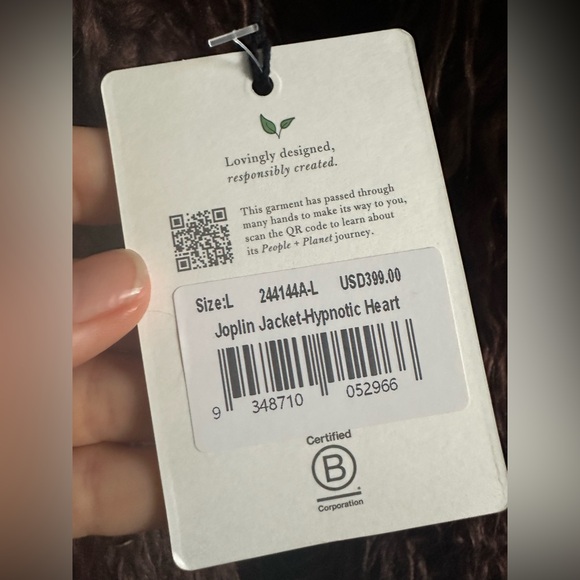 Lovingly designed,
responsibly created.
This garment has passed through
many hands to make its way to you,
scan the QR code to learn about
its People + Planet journey.
Size:L 244144A-L USD399.00
Joplin Jacket-Hypnotic Heart
9 348710 052966
Certified
B
Corporation